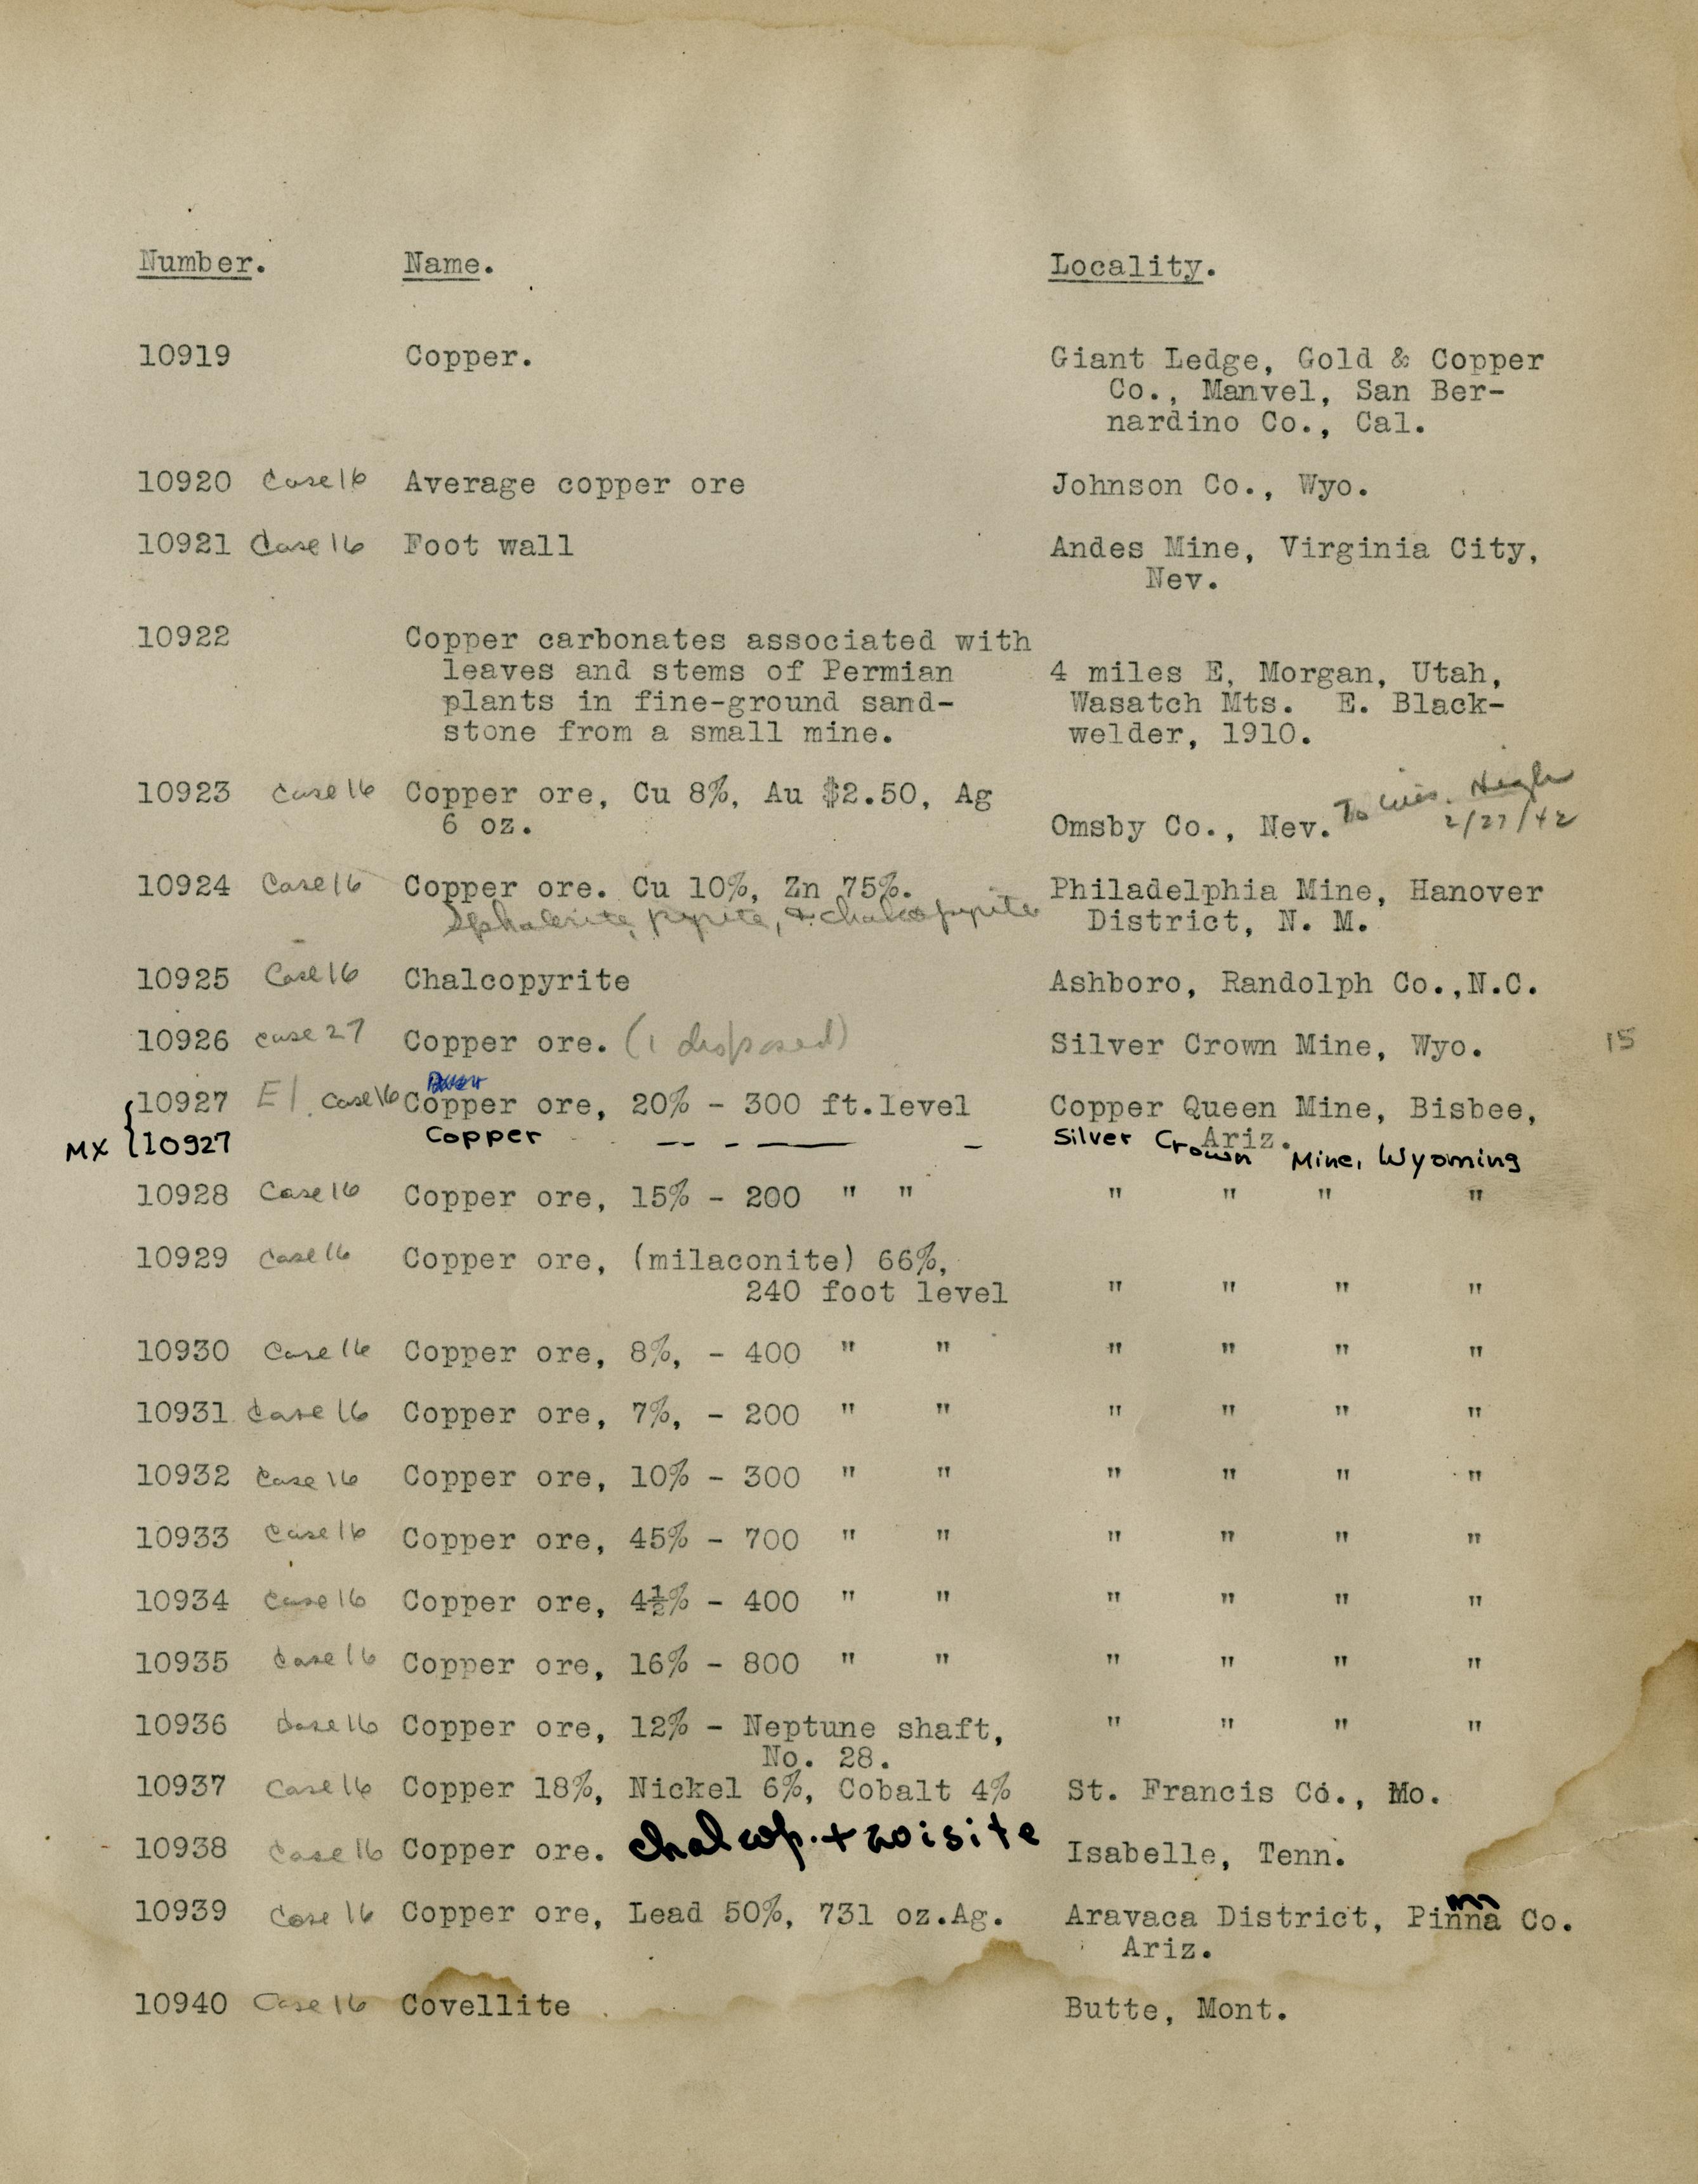 Number. Name. Locality.
10919 Copper. Giant Ledge, Gold & Copper
Co., Manvel, San Ber-
nardino Co., Cal.
10920 Case 16 Average copper ore Johnson Co., Wyo.
10921 Case 16 Foot wall Andes Mine, Virginia City,
Nev.
10922 Copper carbonates associated with
leaves and stems of Permian 4 miles E, Morgan, Utah,
plants in fine-ground sand- Wasatch Mts. E. Black-
stone from a small mine. welder, 1910.
10923 Case 16 Copper ore, Cu 8%, Au $2.50, Ag
6 oz. Omsby Co., Nev. To 2/27/42
10924 Case 16 Copper ore. Cu 10%, Zn 75%. Philadelphia Mine, Hanover
Sphalerite, pyrite, + chalcopyrite District, N. M.
10925 Case 16 Chalcopyrite Ashboro, Randolph Co.,N.C.
10926 case 27 Copper ore. (1 disposed) Silver Crown Mine, Wyo. 15
10927 E1. Case 16 Copper ore, 20% - 300 ft.level Copper Queen Mine, Bisbee,
Ariz.
MX 10927 Copper -- - — - Silver Crown Mine, Wyoming
10928 Case 16 Copper ore, 15% - 200 " " " " " "
10929 Case 16 Copper ore, (milaconite) 66%,
240 foot level " " " "
10930 Case 16 Copper ore, 8%, - 400 " " " " " "
10931 Case 16 Copper ore, 7%, - 200 " " " " " "
10932 Case 16 Copper ore, 10% - 300 " " " " " "
10933 Case 16 Copper ore, 45% - 700 " " " " " "
10934 Case 16 Copper ore, 4½% - 400 " " " " " "
10935 Case 16 Copper ore, 16% - 800 " " " " " "
10936 Case 16 Copper ore, 12% - Neptune shaft, " " " "
No. 28.
10937 Case 16 Copper 18%, Nickel 6%, Cobalt 4% St. Francis Co., Mo.
10938 Case 16 Copper ore. chalcop. + zoisite Isabelle, Tenn.
10939 Case 16 Copper ore, Lead 50%, 731 oz.Ag. Aravaca District, Pinna Co.
m
Ariz.
10940 Case 16 Covellite Butte, Mont.